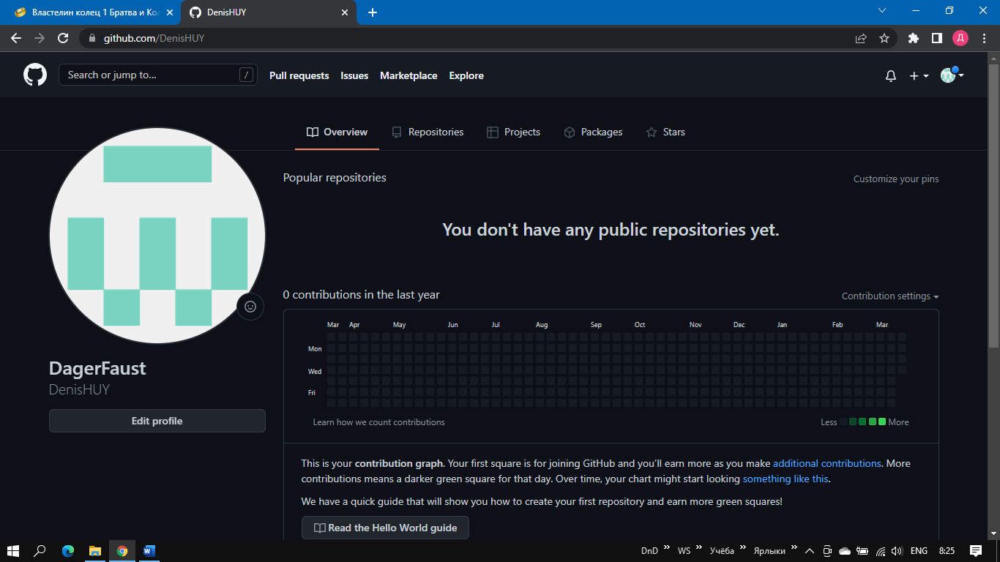 Властелин колец 1 Братва и Кол
DenisHUY
github.com/DenisHUY
Д
Search or jump to...
/
Pull requests
Issues
Marketplace
Explore
Overview
Repositories
Projects
Packages
Stars
Popular repositories
Customize your pins
You don't have any public repositories yet.
DagerFaust
DenisHUY
Edit profile
0 contributions in the last year
Contribution settings
Mar Apr May Jun Jul Aug Sep Oct Nov Dec Jan Feb Mar
Mon
Wed
Fri
Learn how we count contributions
Less
More
This is your contribution graph. Your first square is for joining GitHub and you’ll earn more as you make additional contributions. More
contributions means a darker green square for that day. Over time, your chart might start looking something like this.
We have a quick guide that will show you how to create your first repository and earn more green squares!
Read the Hello World guide
DnD
WS
Учёба
Ярлыки
ENG
8:25